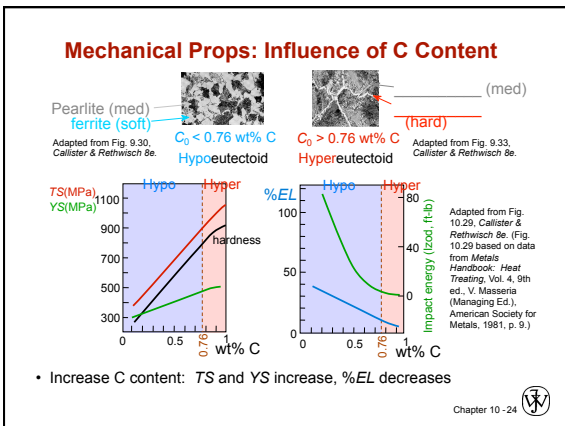 Mechanical Props: Influence of C Content
Pearlite (med)
ferrite (soft)
(med)
(hard)
Adapted from Fig. 9.30,
Callister & Rethwisch 8e.
C0 < 0.76 wt% C
Hypoeutectoid
C0 > 0.76 wt% C
Hypereutectoid
Adapted from Fig. 9.33,
Callister & Rethwisch 8e.
TS(MPa)
YS(MPa)
Hypo
Hyper
1100
900
700
500
300
hardness
0
0.5
0.76
1
wt% C
%EL
Hypo
Hyper
100
50
0
80
40
0
Impact energy (Izod, ft-lb)
0
0.5
0.76
1
wt% C
Adapted from Fig.
10.29, Callister &
Rethwisch 8e. (Fig.
10.29 based on data
from Metals
Handbook: Heat
Treating, Vol. 4, 9th
ed., V. Masseria
(Managing Ed.),
American Society for
Metals, 1981, p. 9.)
• Increase C content: TS and YS increase, %EL decreases
Chapter 10 - 24